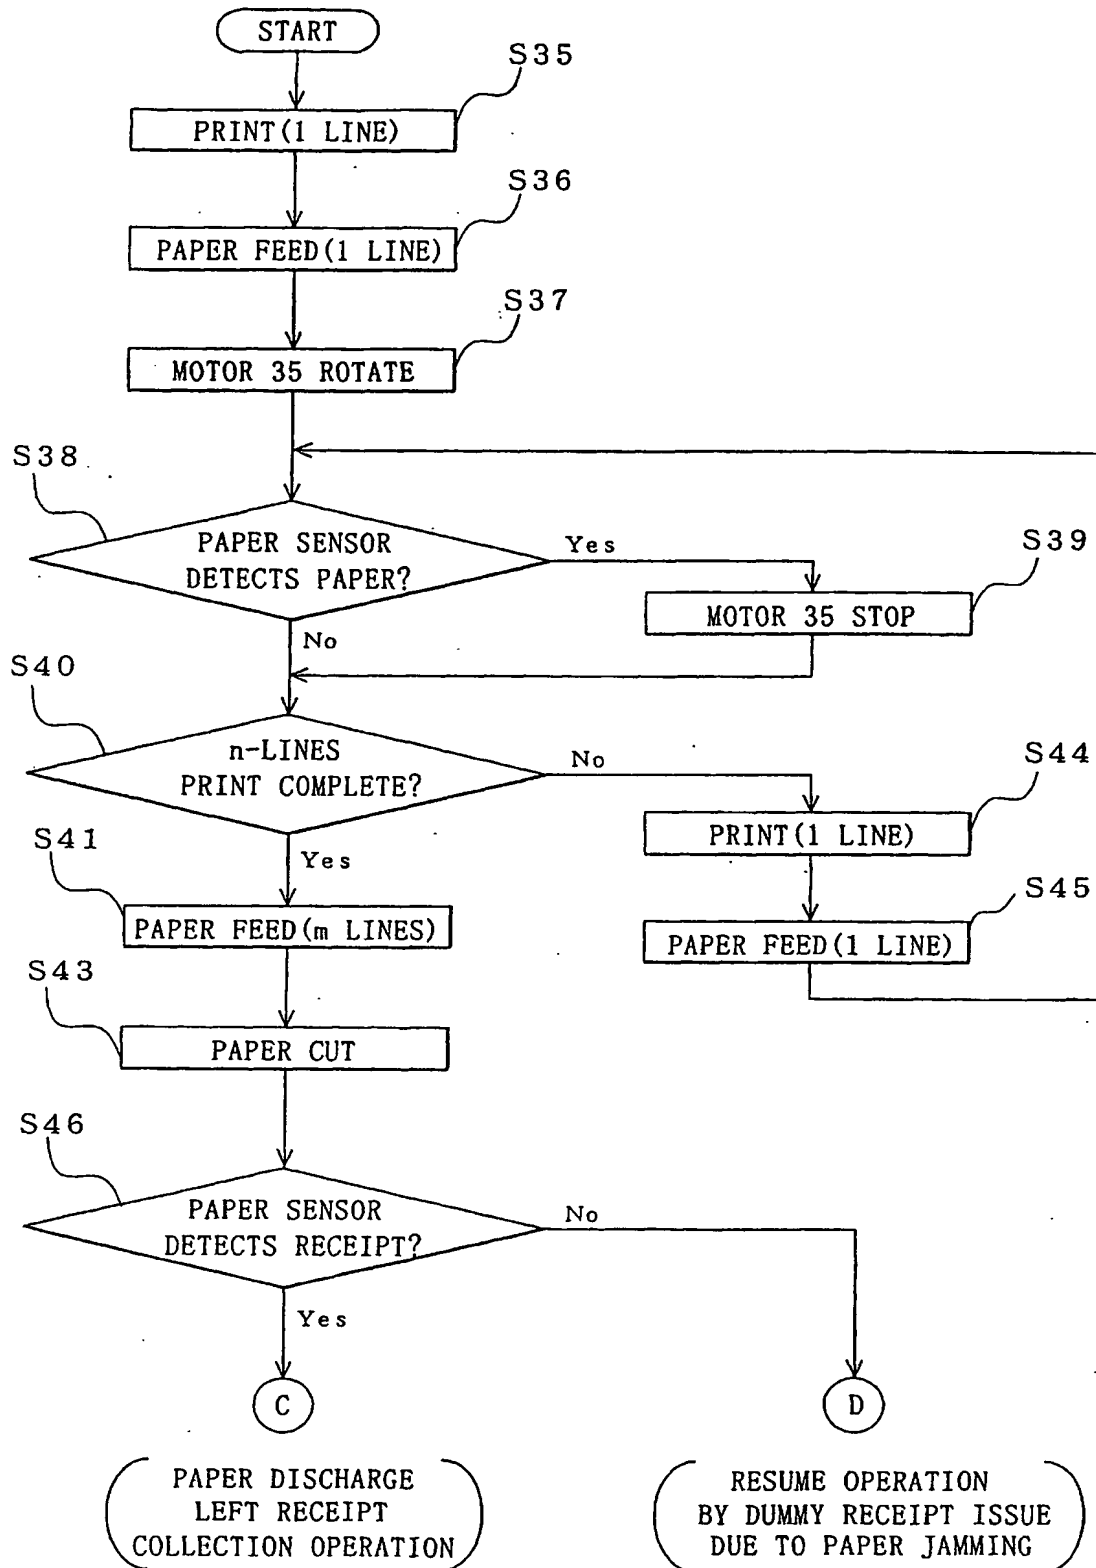 START
S35
PRINT(1 LINE)
S36
PAPER FEED(1 LINE)
S37
MOTOR 35 ROTATE
S38
PAPER SENSOR
DETECTS PAPER?
Yes
S39
MOTOR 35 STOP
No
S40
n-LINES
PRINT COMPLETE?
No
S44
PRINT(1 LINE)
S41
Yes
S45
PAPER FEED(m LINES)
PAPER FEED(1 LINE)
S43
PAPER CUT
S46
PAPER SENSOR
DETECTS RECEIPT?
No
Yes
C
D
PAPER DISCHARGE
LEFT RECEIPT
COLLECTION OPERATION
RESUME OPERATION
BY DUMMY RECEIPT ISSUE
DUE TO PAPER JAMMING